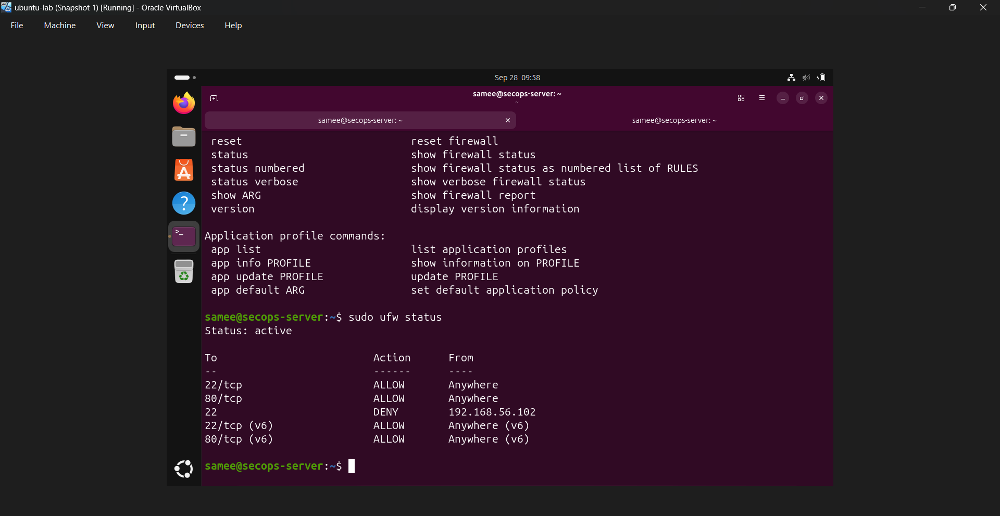 ubuntu-lab (Snapshot 1) [Running] - Oracle VirtualBox
File Machine View Input Devices Help
Sep 28 09:58
samee@secops-server: ~
~
samee@secops-server: ~ samee@secops-server: ~
reset reset firewall
status show firewall status
status numbered show firewall status as numbered list of RULES
status verbose show verbose firewall status
show ARG show firewall report
version display version information
Application profile commands:
app list list application profiles
app info PROFILE show information on PROFILE
app update PROFILE update PROFILE
app default ARG set default application policy
samee@secops-server:~$ sudo ufw status
Status: active
To Action From
-- ------ ----
22/tcp ALLOW Anywhere
80/tcp ALLOW Anywhere
22 DENY 192.168.56.102
22/tcp (v6) ALLOW Anywhere (v6)
80/tcp (v6) ALLOW Anywhere (v6)
samee@secops-server:~$